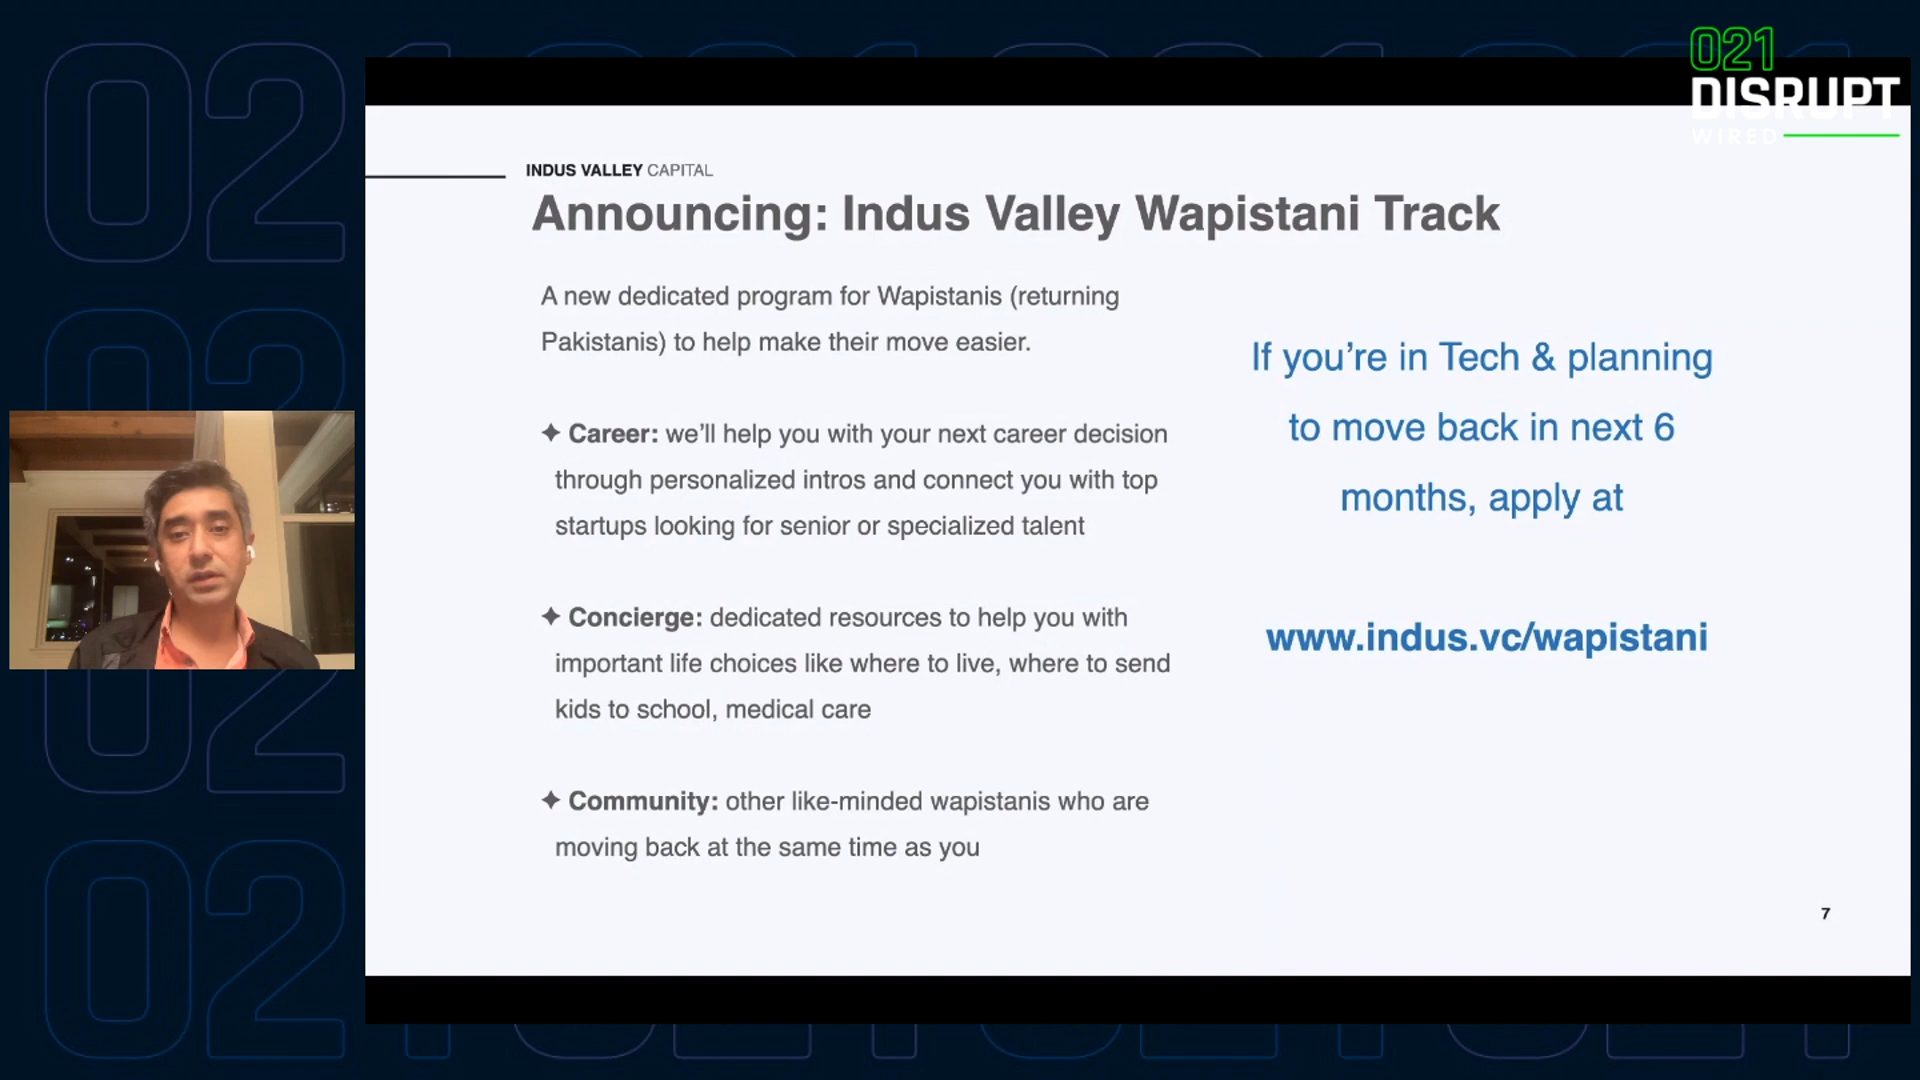 021
DISRUPT
WIRED
INDUS VALLEY CAPITAL
Announcing: Indus Valley Wapistani Track
A new dedicated program for Wapistanis (returning
Pakistanis) to help make their move easier.
✦ Career: we’ll help you with your next career decision
through personalized intros and connect you with top
startups looking for senior or specialized talent
✦ Concierge: dedicated resources to help you with
important life choices like where to live, where to send
kids to school, medical care
✦ Community: other like-minded wapistanis who are
moving back at the same time as you
If you’re in Tech & planning
to move back in next 6
months, apply at
www.indus.vc/wapistani
7